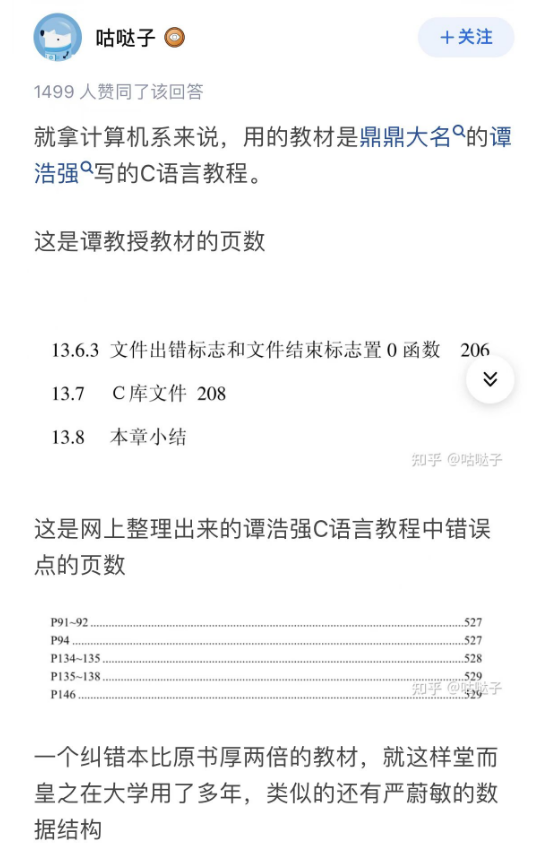 咕哒子
+关注
1499 人赞同了该回答
就拿计算机系来说，用的教材是鼎鼎大名的谭
浩强写的C语言教程。
这是谭教授教材的页数
13.6.3 文件出错标志和文件结束标志置 0 函数 206
13.7 C库文件 208
13.8 本章小结
知乎 @咕哒子
这是网上整理出来的谭浩强C语言教程中错误
点的页数
P91~92 527
P94 527
P134~135 528
P135~138 529
P146 529
知乎 @咕哒子
一个纠错本比原书厚两倍的教材，就这样堂而
皇之在大学用了多年，类似的还有严蔚敏的数
据结构